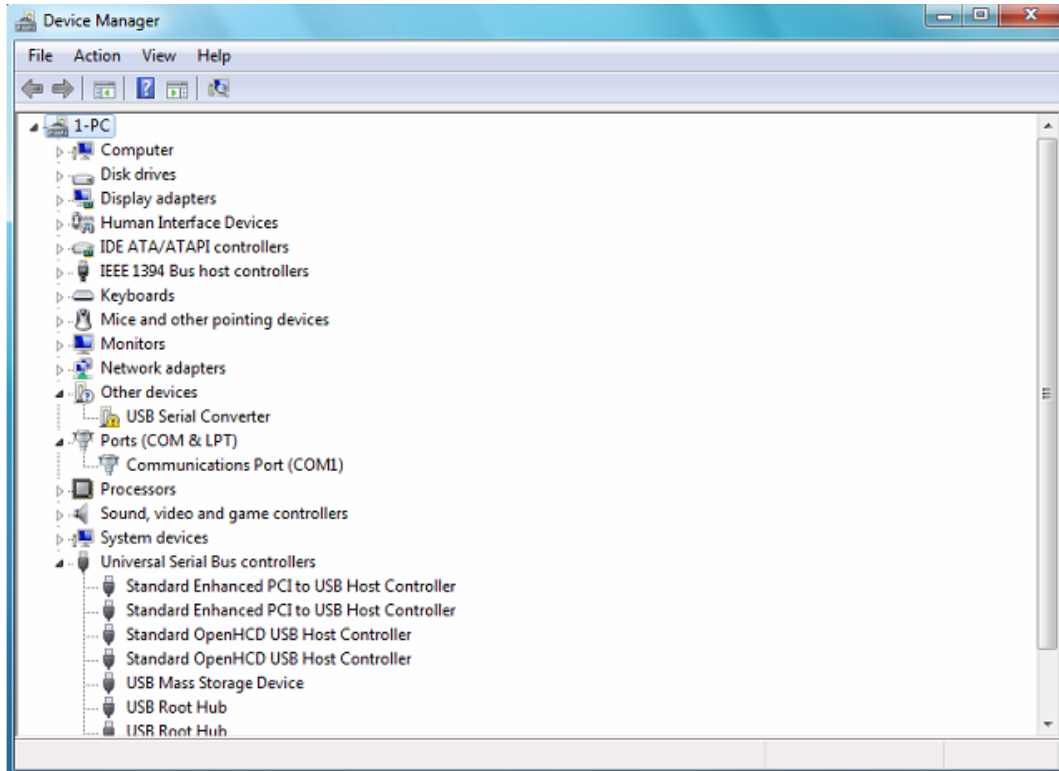 Device Manager
File Action View Help
1-PC
Computer
Disk drives
Display adapters
Human Interface Devices
IDE ATA/ATAPI controllers
IEEE 1394 Bus host controllers
Keyboards
Mice and other pointing devices
Monitors
Network adapters
Other devices
USB Serial Converter
Ports (COM & LPT)
Communications Port (COM1)
Processors
Sound, video and game controllers
System devices
Universal Serial Bus controllers
Standard Enhanced PCI to USB Host Controller
Standard Enhanced PCI to USB Host Controller
Standard OpenHCD USB Host Controller
Standard OpenHCD USB Host Controller
USB Mass Storage Device
USB Root Hub
USB Root Hub